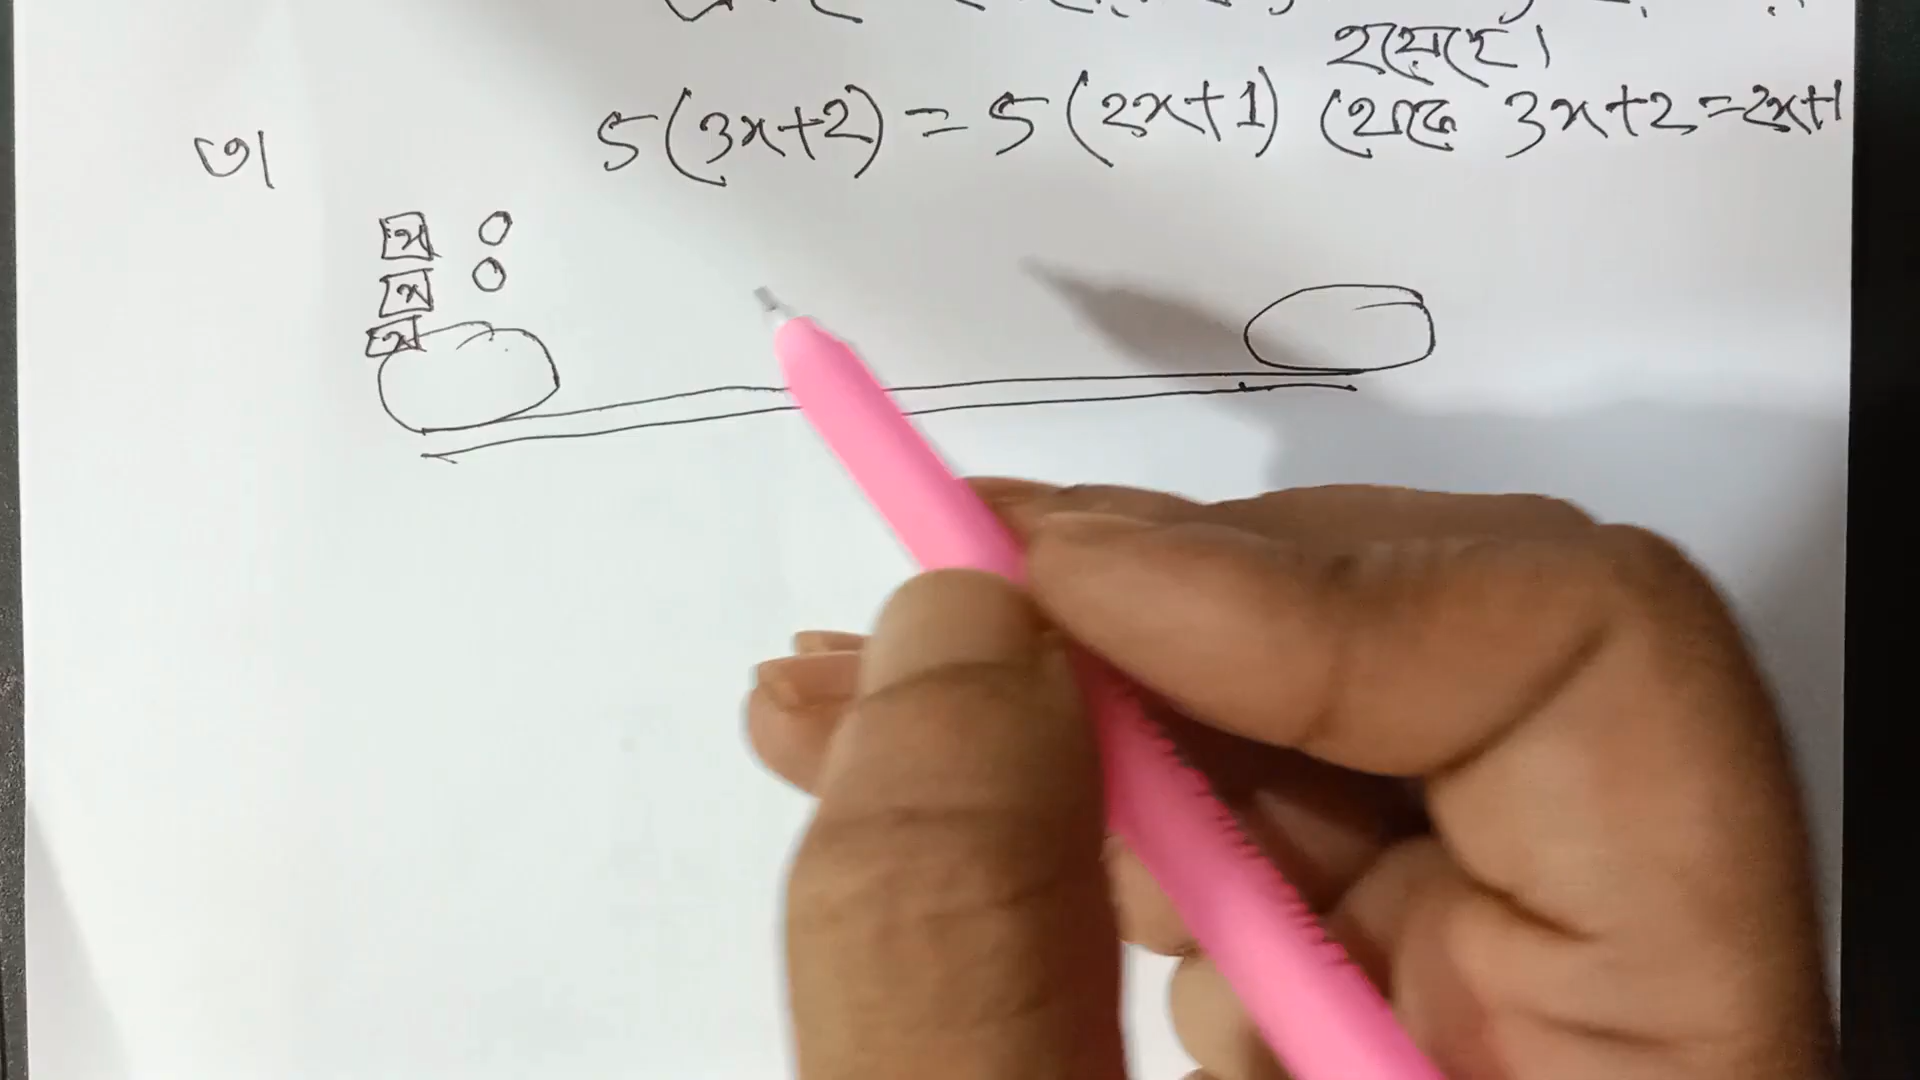 হয়েছে।
5(3x+2) = 5(2x+1) থেকে 3x+2=2x+1
৩।
x
x
x